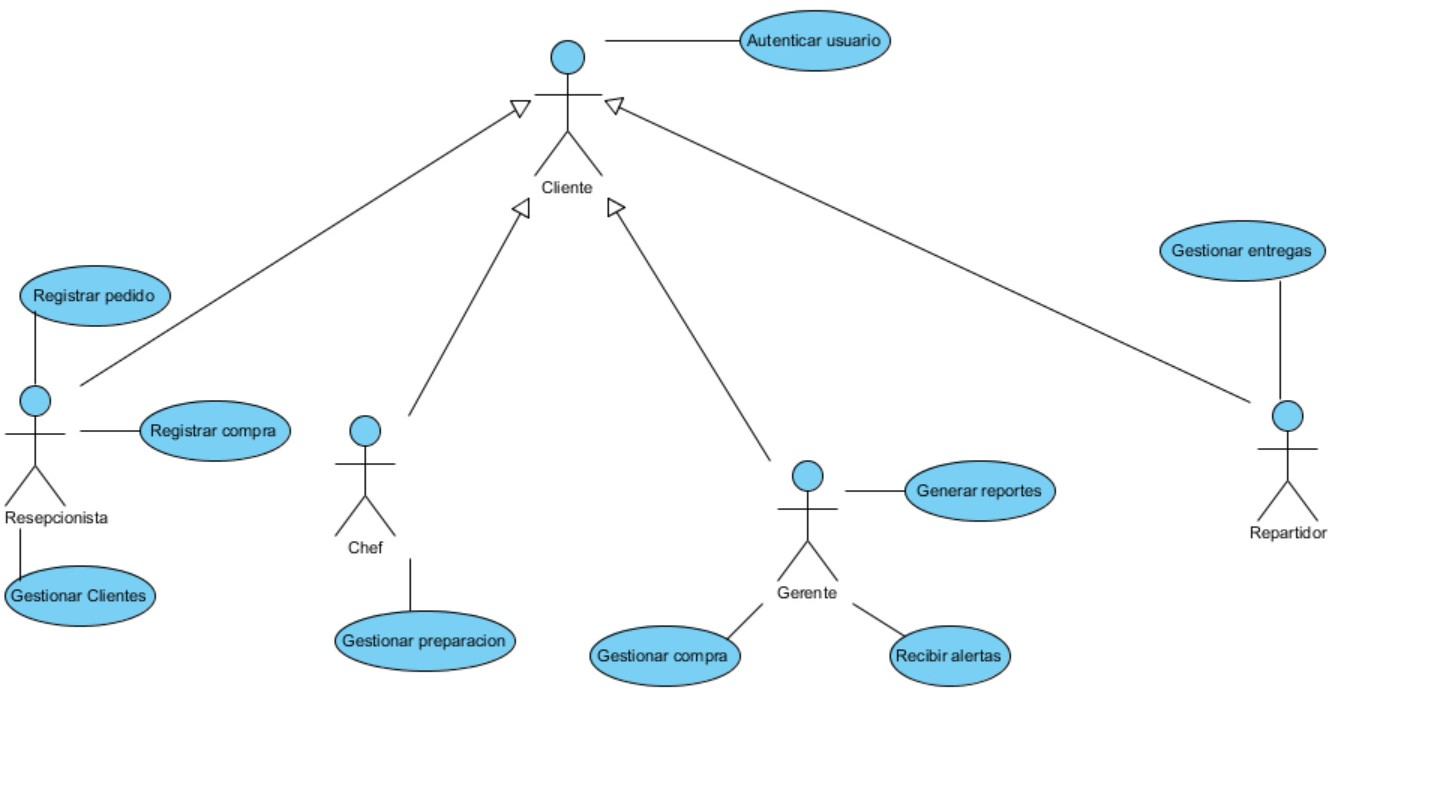 Autenticar usuario
Cliente
Gestionar entregas
Registrar pedido
Registrar compra
Generar reportes
Resepcionista
Repartidor
Chef
Gestionar Clientes
Gerente
Gestionar preparacion
Gestionar compra
Recibir alertas